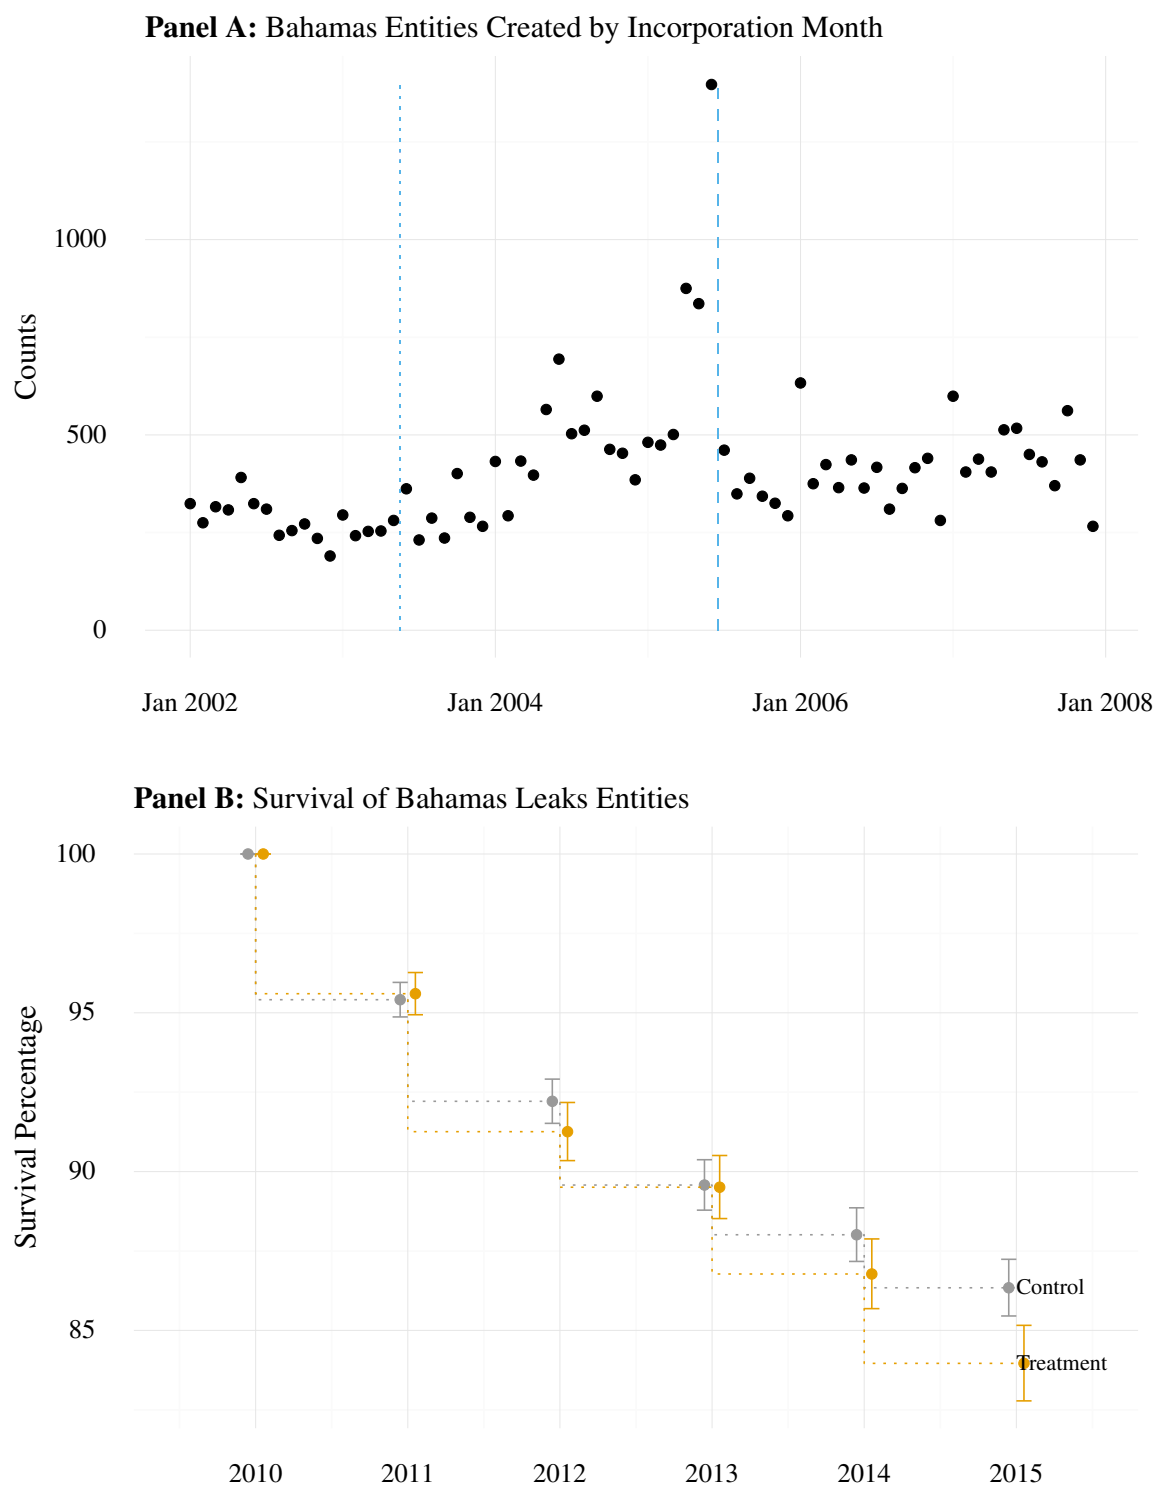 Panel A: Bahamas Entities Created by Incorporation Month
Counts
1000
500
0
Jan 2002 Jan 2004 Jan 2006 Jan 2008
Panel B: Survival of Bahamas Leaks Entities
Survival Percentage
100
95
90
85
Control
Treatment
2010 2011 2012 2013 2014 2015